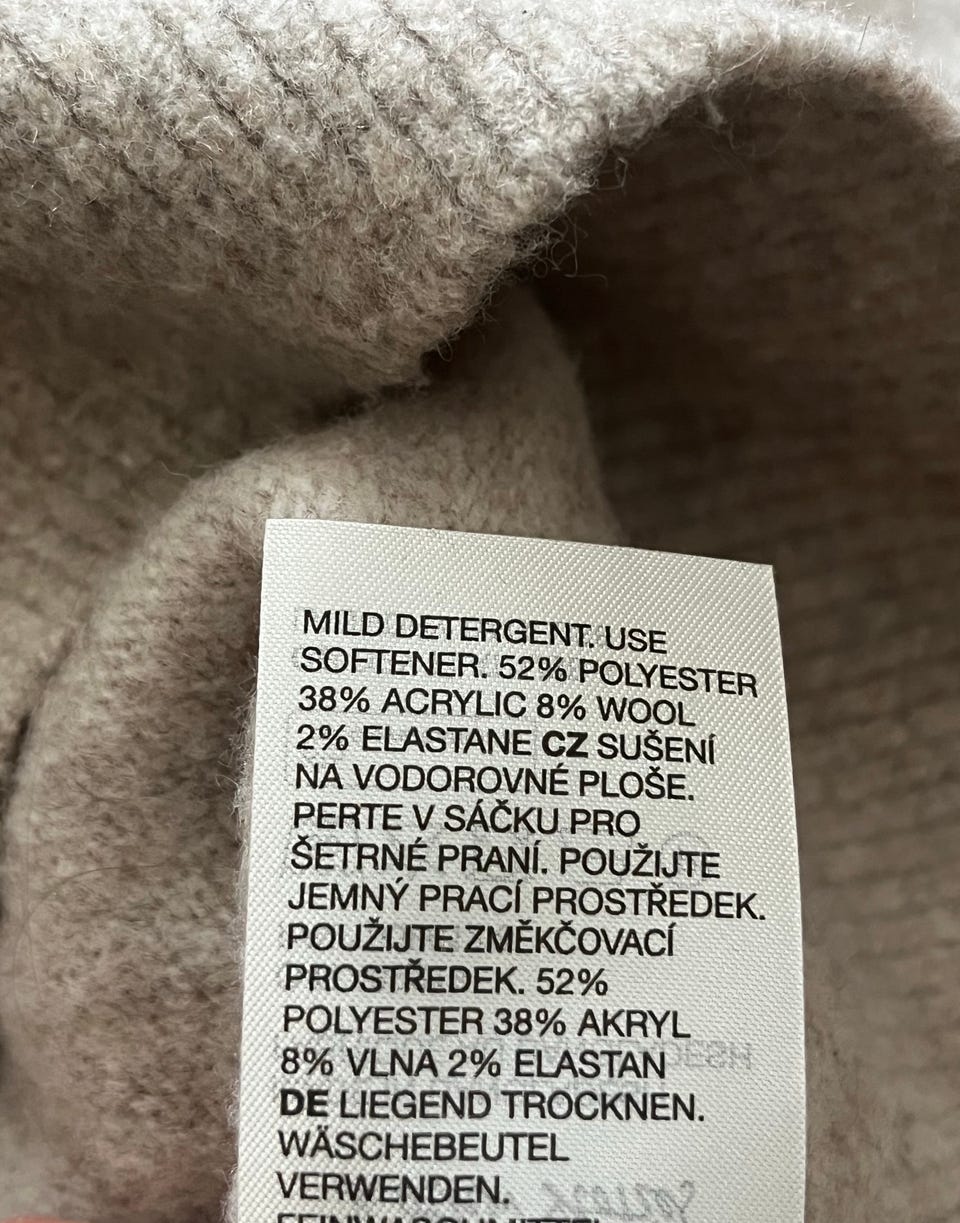 MILD DETERGENT. USE
SOFTENER. 52% POLYESTER
38% ACRYLIC 8% WOOL
2% ELASTANE CZ SUŠENÍ
NA VODOROVNÉ PLOŠE.
PERTE V SÁČKU PRO
ŠETRNÉ PRANÍ. POUŽIJTE
JEMNÝ PRACÍ PROSTŘEDEK.
POUŽIJTE ZMĚKČOVACÍ
PROSTŘEDEK. 52%
POLYESTER 38% AKRYL
8% VLNA 2% ELASTAN
DE LIEGEND TROCKNEN.
WÄSCHEBEUTEL
VERWENDEN.
FEINWASCHMITTEL